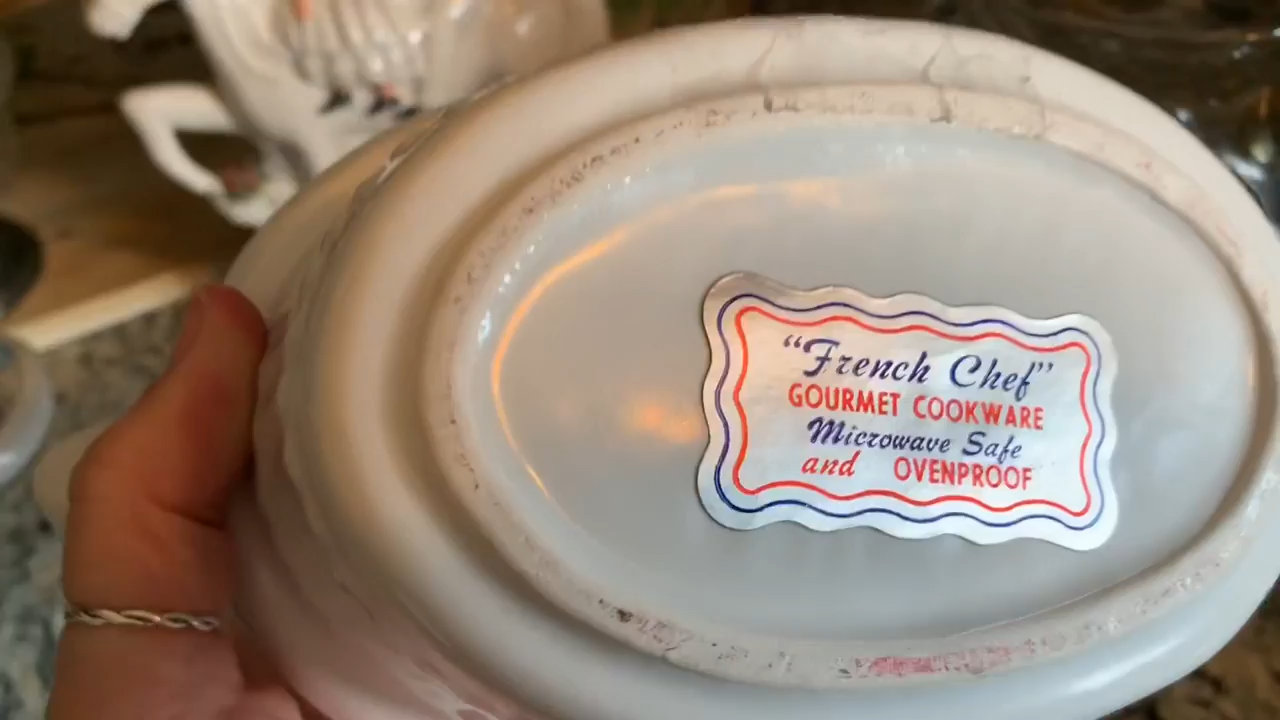 "French Chef"
GOURMET COOKWARE
Microwave Safe
and OVENPROOF